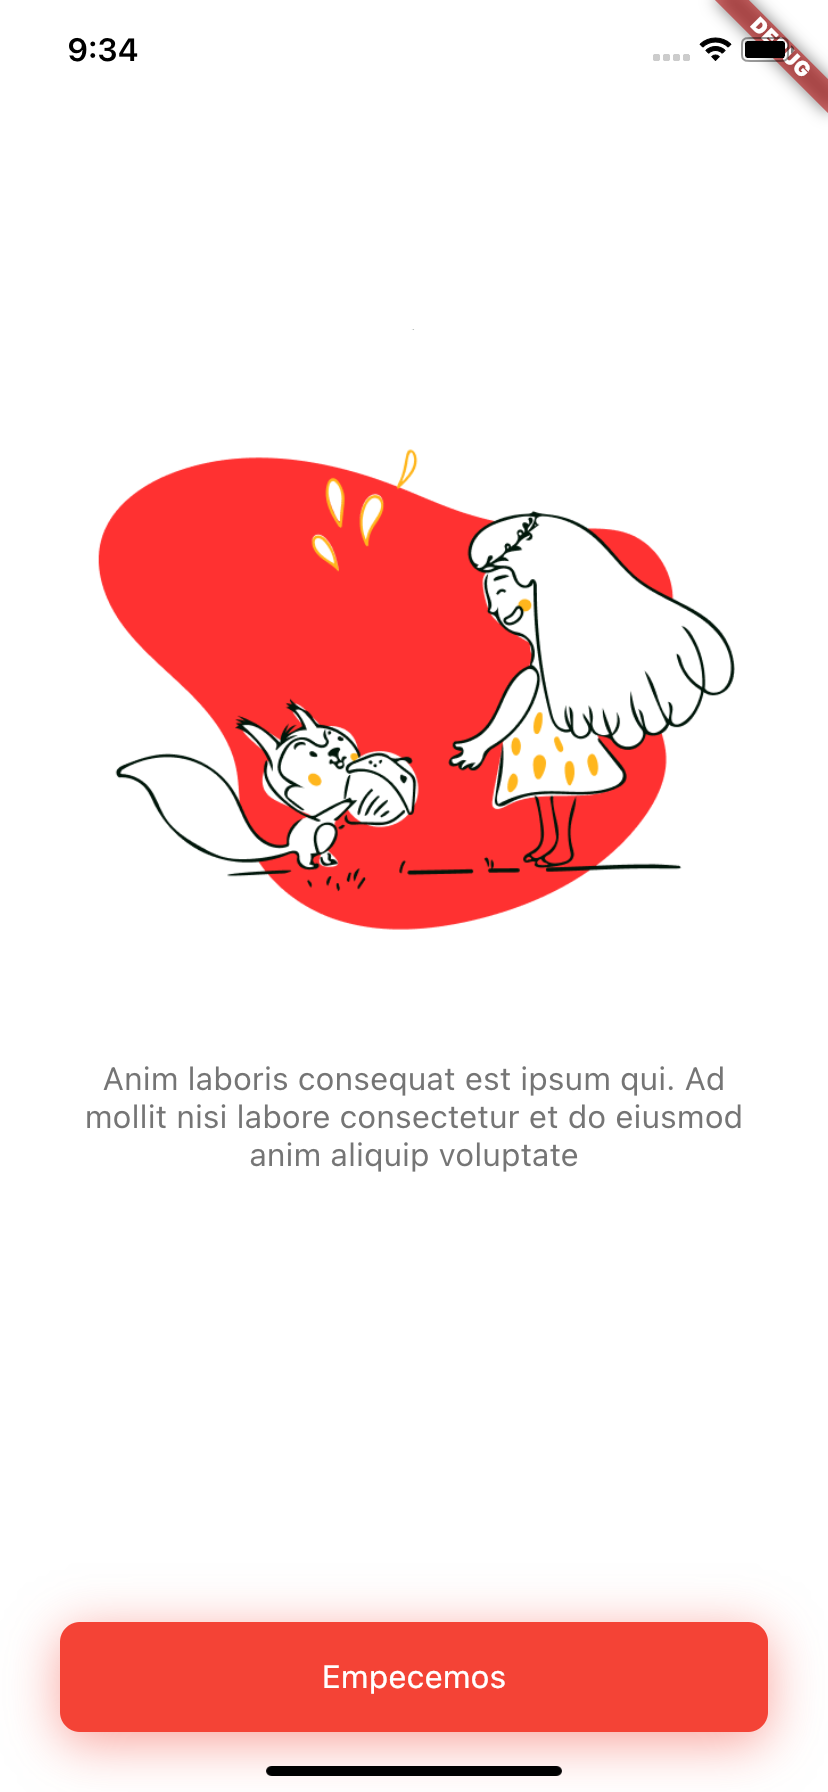 9:34
DEBUG
Anim laboris consequat est ipsum qui. Ad
mollit nisi labore consectetur et do eiusmod
anim aliquip voluptate
Empecemos